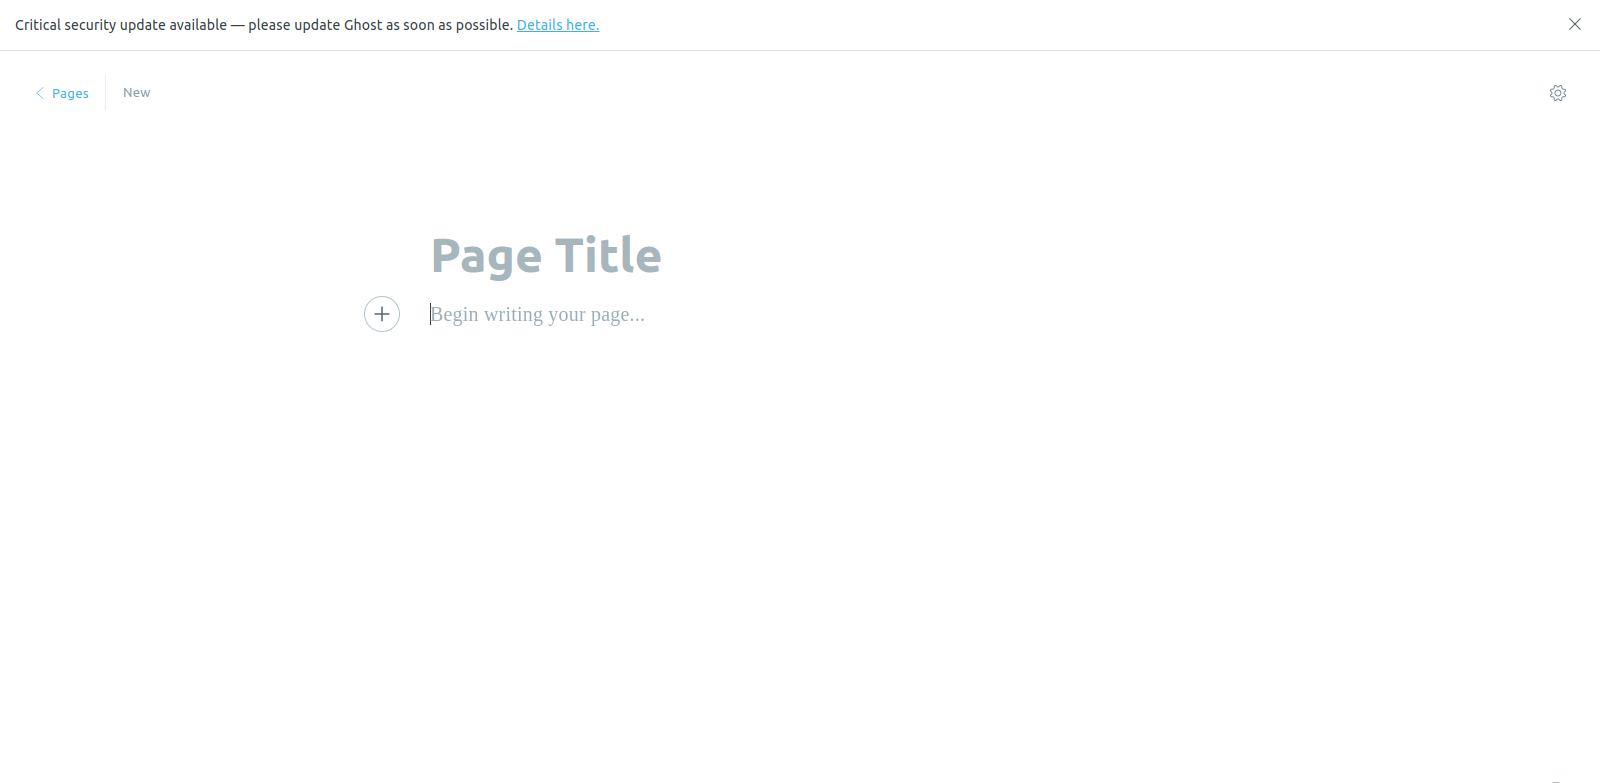 Critical security update available — please update Ghost as soon as possible. Details here.
Pages
New
Page Title
Begin writing your page...